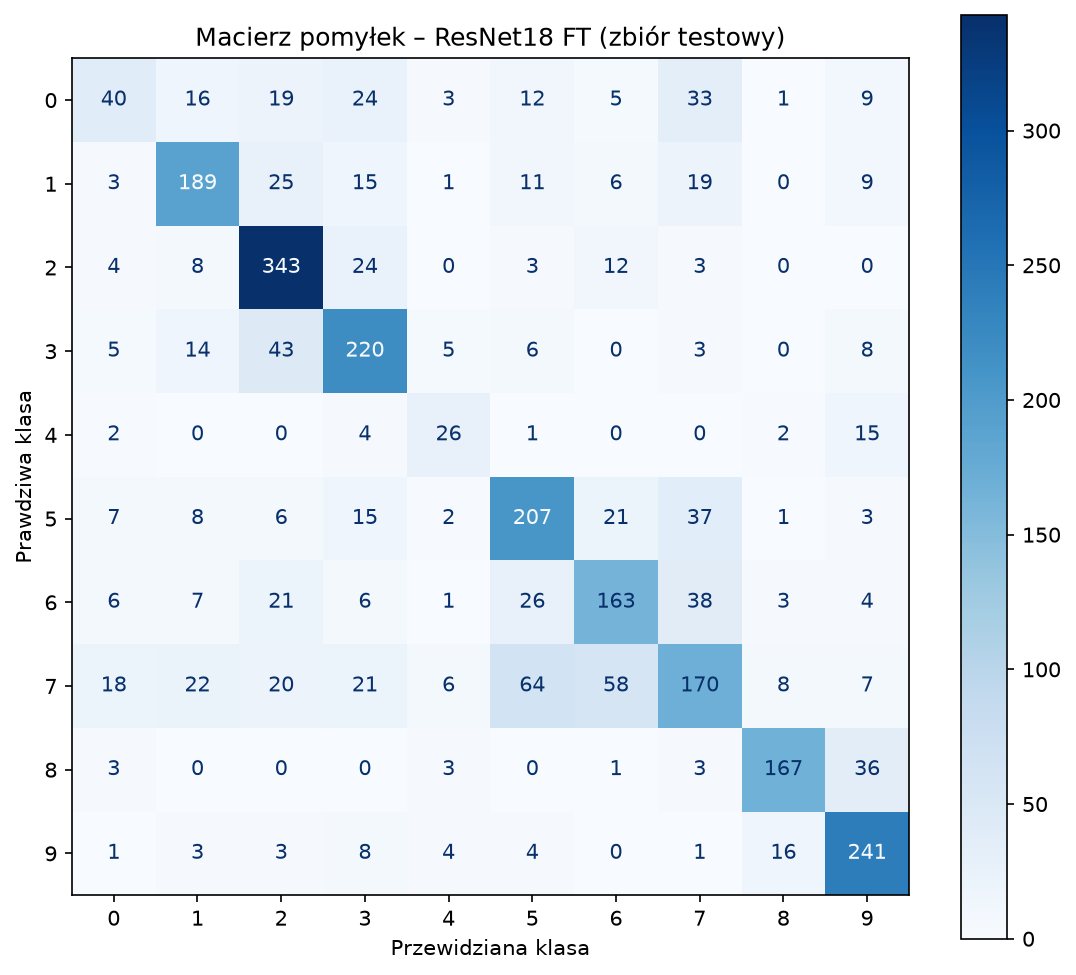 Macierz pomyłek – ResNet18 FT (zbiór testowy)
0 40 16 19 24 3 12 5 33 1 9
1 3 189 25 15 1 11 6 19 0 9
2 4 8 343 24 0 3 12 3 0 0
3 5 14 43 220 5 6 0 3 0 8
4 2 0 0 4 26 1 0 0 2 15
5 7 8 6 15 2 207 21 37 1 3
6 6 7 21 6 1 26 163 38 3 4
7 18 22 20 21 6 64 58 170 8 7
8 3 0 0 0 3 0 1 3 167 36
9 1 3 3 8 4 4 0 1 16 241
0 1 2 3 4 5 6 7 8 9
Przewidziana klasa
Prawdziwa klasa
300
250
200
150
100
50
0